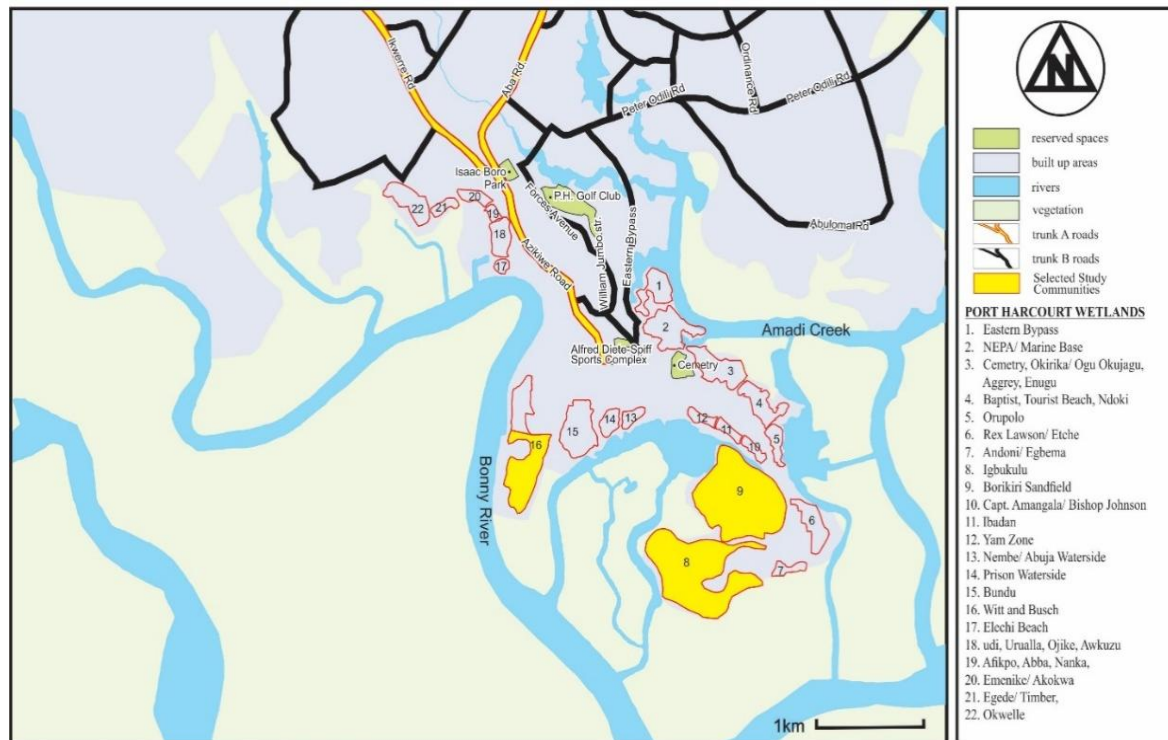 Ikwerre Rd
Aba Rd.
Ordinance Rd
Peter Odili Rd
Peter Odili Rd.
Isaac Boro
Park
P.H. Golf Club
Forces Avenue
William Jumbo str.
Eastern Bypass
Abuloma Rd
Azikiwe Road
22
21
20
19
18
17
1
2
Amadi Creek
Alfred Diete-Spiff
Sports Complex
Cemetry
3
4
5
16
15
14
13
12
11
10
Bonny River
9
6
8
7
1km
N
reserved spaces
built up areas
rivers
vegetation
trunk A roads
trunk B roads
Selected Study
Communities
PORT HARCOURT WETLANDS
1. Eastern Bypass
2. NEPA/ Marine Base
3. Cemetry, Okirika/ Ogu Okujagu,
Aggrey, Enugu
4. Baptist, Tourist Beach, Ndoki
5. Orupolo
6. Rex Lawson/ Etche
7. Andoni/ Egbema
8. Igbukulu
9. Borikiri Sandfield
10. Capt. Amangala/ Bishop Johnson
11. Ibadan
12. Yam Zone
13. Nembe/ Abuja Waterside
14. Prison Waterside
15. Bundu
16. Witt and Busch
17. Elechi Beach
18. udi, Urualla, Ojike, Awkuzu
19. Afikpo, Abba, Nanka,
20. Emenike/ Akokwa
21. Egede/ Timber,
22. Okwelle